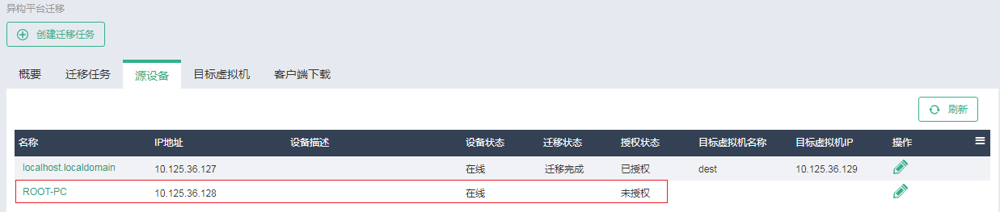 异构平台迁移
创建迁移任务
概要 迁移任务 源设备 目标虚拟机 客户端下载
刷新
名称 IP地址 设备描述 设备状态 迁移状态 授权状态 目标虚拟机名称 目标虚拟机IP 操作
localhost.localdomain 10.125.36.127 在线 迁移完成 已授权 dest 10.125.36.129
ROOT-PC 10.125.36.128 在线 未授权